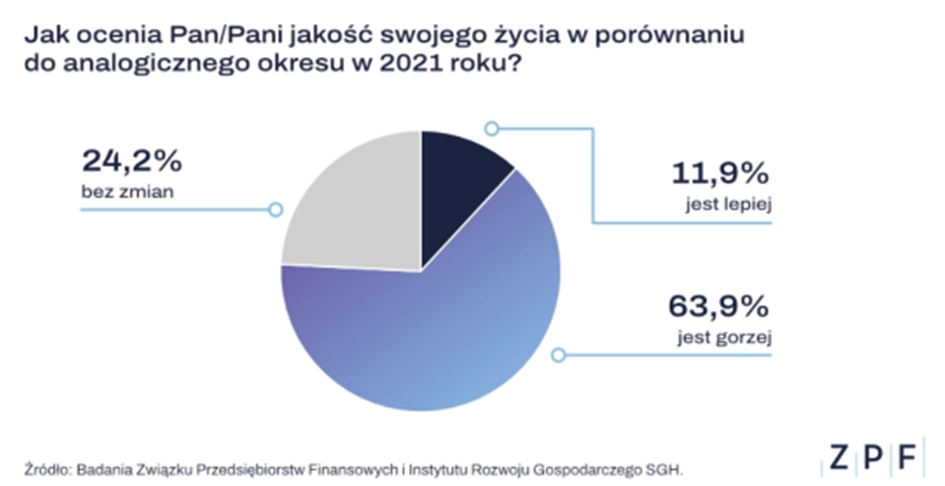 Jak ocenia Pan/Pani jakość swojego życia w porównaniu
do analogicznego okresu w 2021 roku?
24,2%
bez zmian
11,9%
jest lepiej
63,9%
jest gorzej
Źródło: Badania Związku Przedsiębiorstw Finansowych i Instytutu Rozwoju Gospodarczego SGH.
ZPF